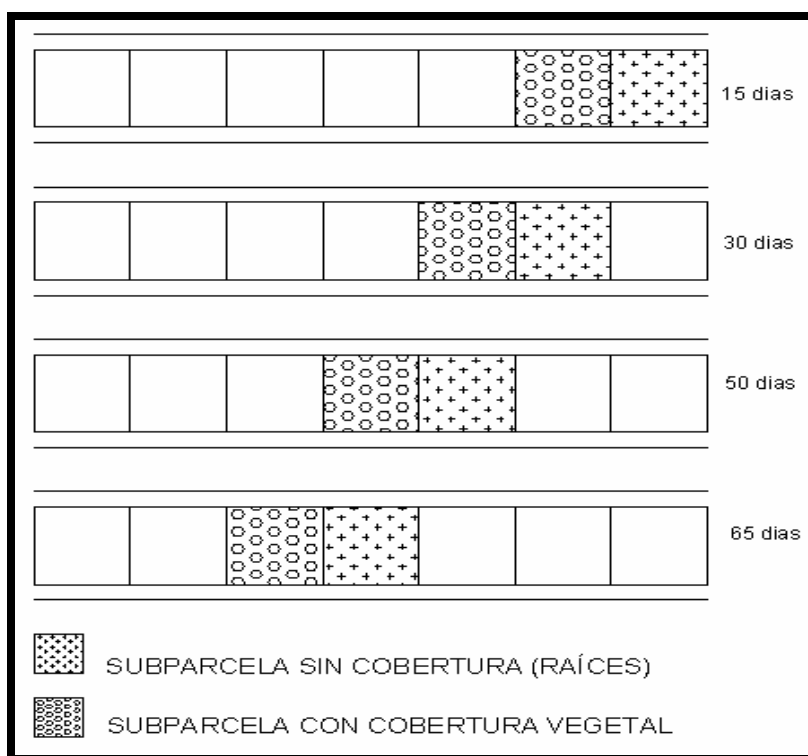 15 dias
30 dias
50 dias
65 dias
SUBPARCELA SIN COBERTURA (RAÍCES)
SUBPARCELA CON COBERTURA VEGETAL